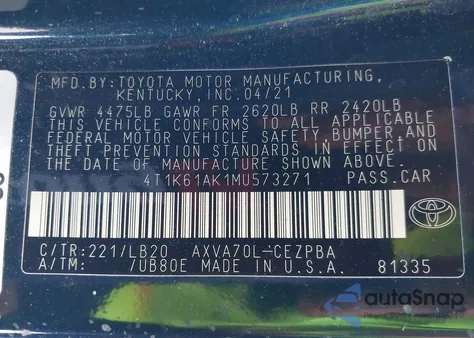 MFD.BY:TOYOTA MOTOR MANUFACTURING,
KENTUCKY,INC.04/21
GVWR 4475LB GAWR FR 2620LB RR 2420LB
THIS VEHICLE CONFORMS TO ALL APPLICABLE
FEDERAL MOTOR VEHICLE SAFETY,BUMPER,AND
THEFT PREVENTION STANDARDS IN EFFECT ON
THE DATE OF MANUFACTURE SHOWN ABOVE.
4T1K61AK1MU573271 PASS.CAR
C/TR:221/LB20 AXVA70L-CEZPBA
A/TM: /UB80E MADE IN U.S.A. 81335
TOYOTA
autoSnap